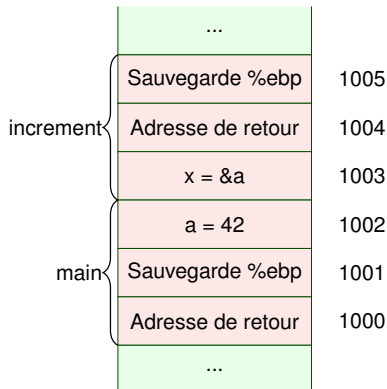 ...
Sauvegarde %ebp 1005
increment Adresse de retour 1004
x = &a 1003
a = 42 1002
main Sauvegarde %ebp 1001
Adresse de retour 1000
...